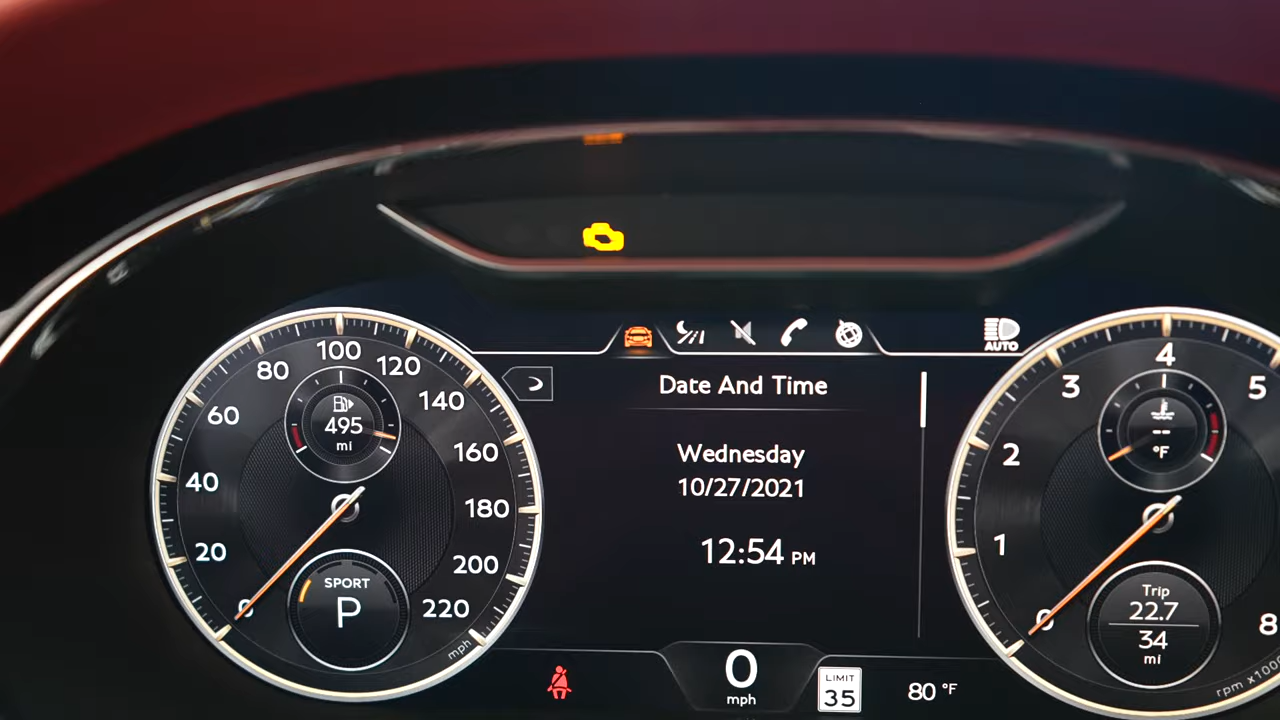 AUTO
0
20
40
60
80
100
120
140
160
180
200
220
mph
495
mi
SPORT
P
Date And Time
Wednesday
10/27/2021
12:54 PM
0
mph
LIMIT
35
80 °F
0
1
2
3
4
5
8
rpm x1000
--
°F
Trip
22.7
34
mi